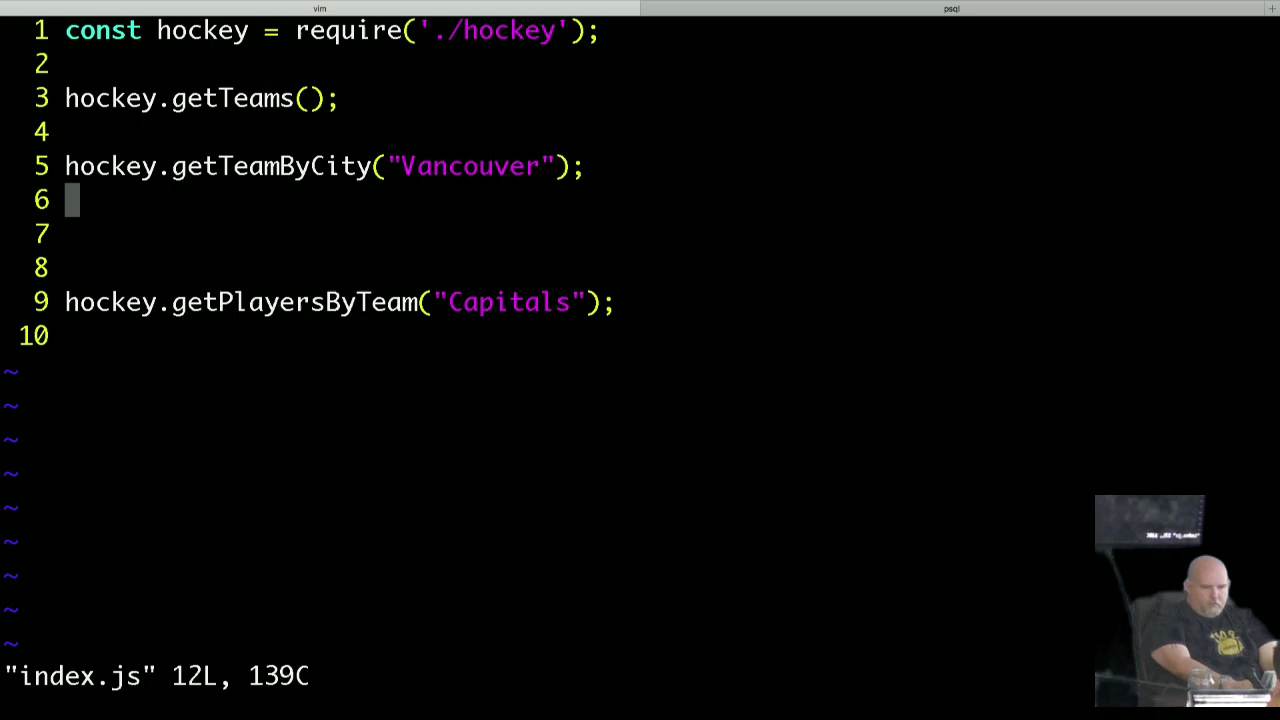 vim
psql
+
1 const hockey = require('./hockey');
2
3 hockey.getTeams();
4
5 hockey.getTeamByCity("Vancouver");
6
7
8
9 hockey.getPlayersByTeam("Capitals");
10
~
~
~
~
~
~
~
~
~
"index.js" 12L, 139C